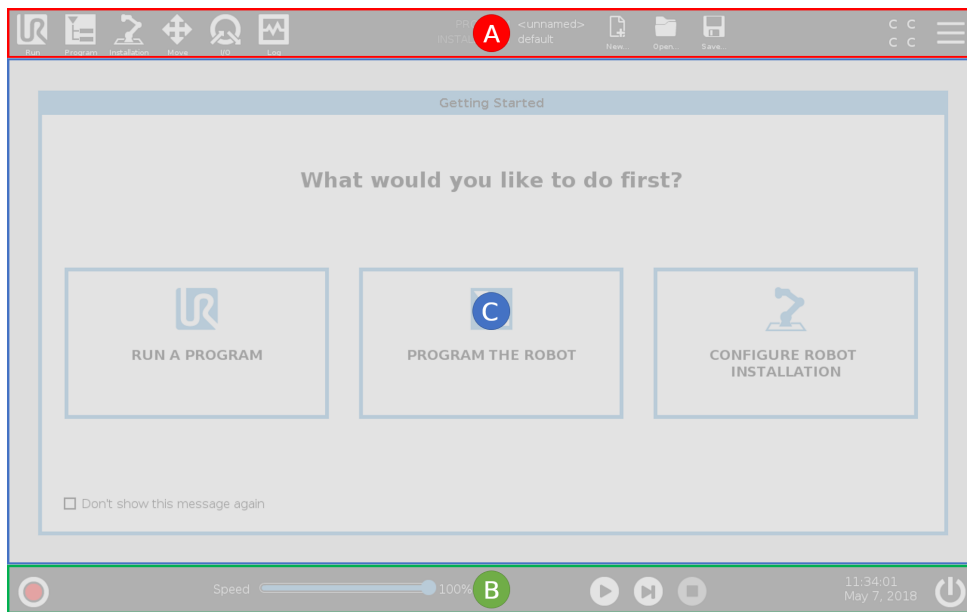 PR
<unnamed>
INSTA
default
Run
Program
Installation
Move
I/O
Log
New...
Open...
Save...
C C
C C
A
Getting Started
What would you like to do first?
C
RUN A PROGRAM
PROGRAM THE ROBOT
CONFIGURE ROBOT
INSTALLATION
Don't show this message again
Speed
100%
B
11:34:01
May 7, 2018